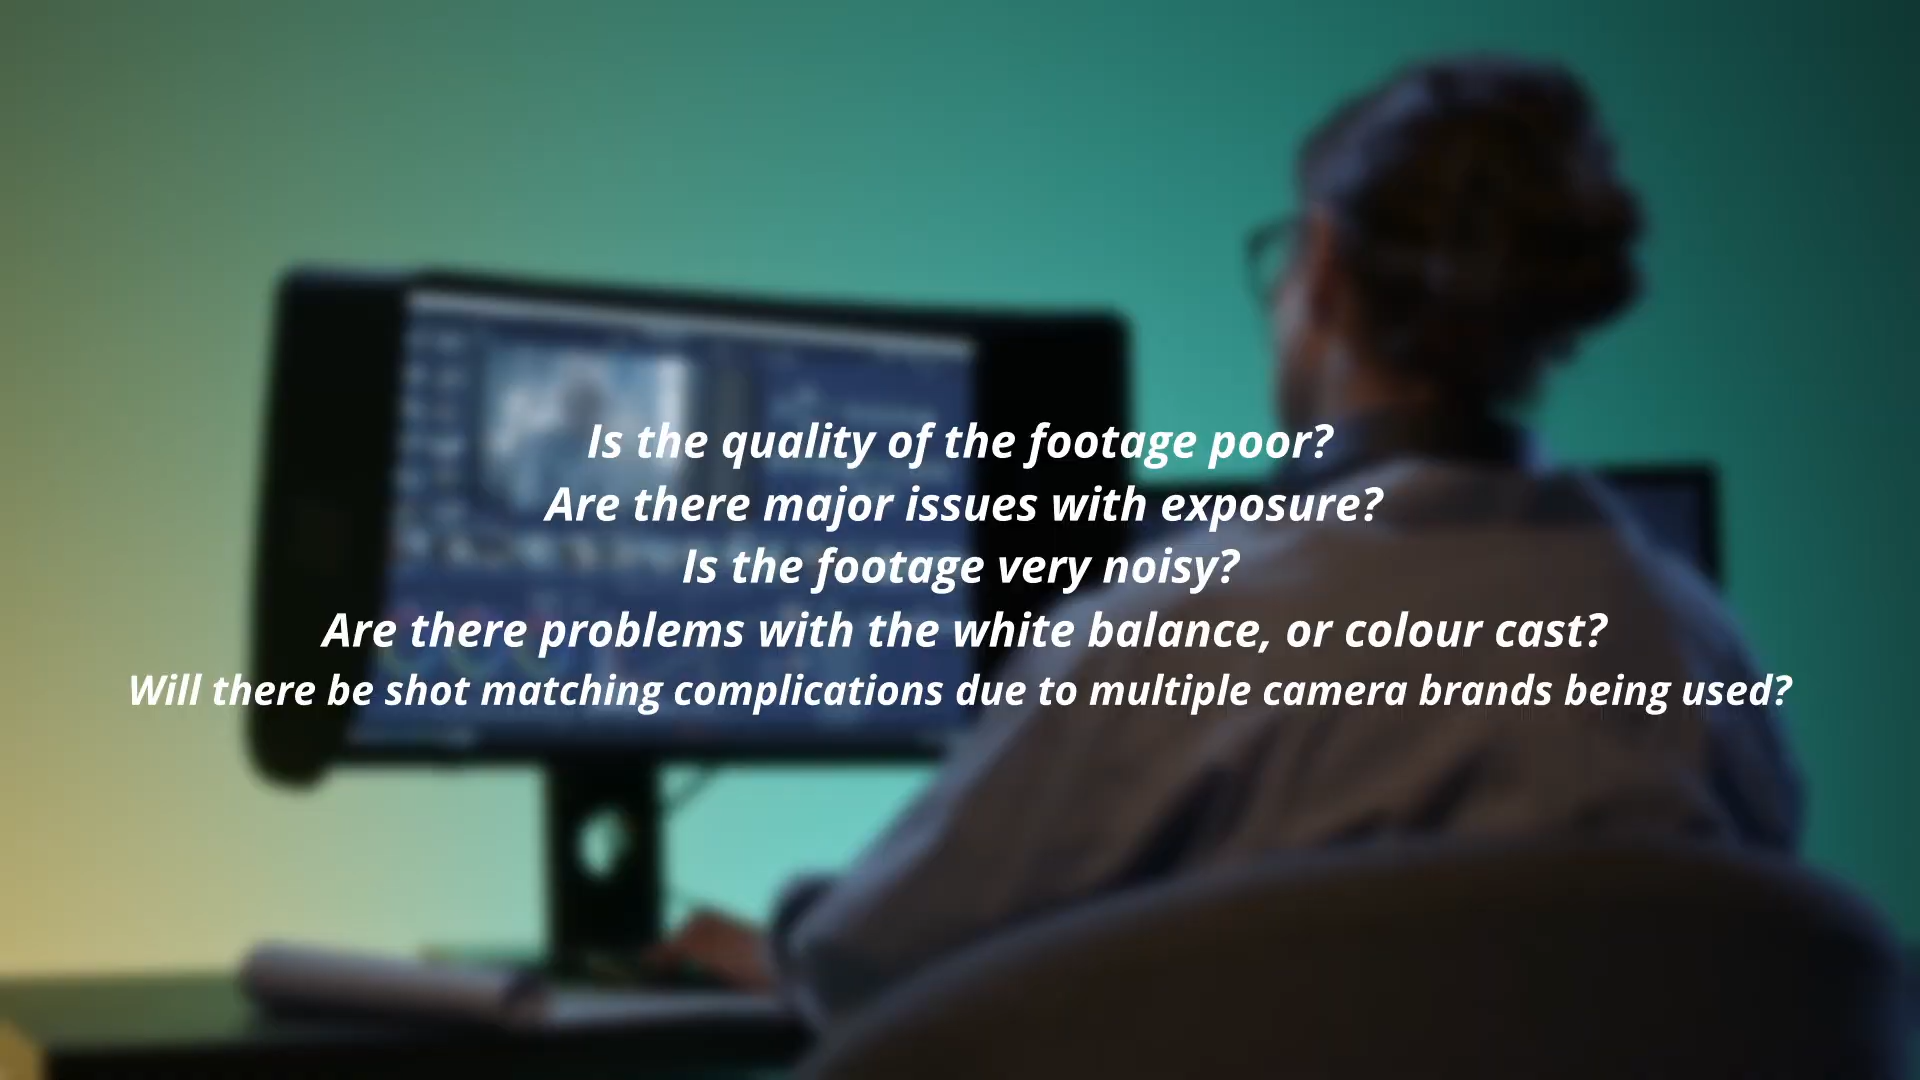 Is the quality of the footage poor?
Are there major issues with exposure?
Is the footage very noisy?
Are there problems with the white balance, or colour cast?
Will there be shot matching complications due to multiple camera brands being used?